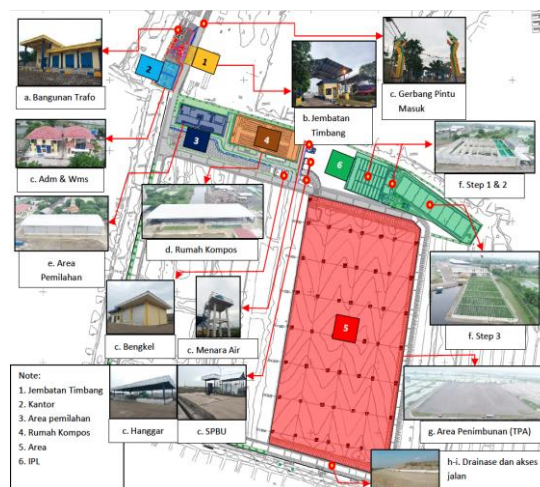 a. Bangunan Trafo
1
2
b. Jembatan
Timbang
c. Gerbang Pintu
Masuk
c. Adm & Wms
3
4
6
f. Step 1 & 2
e. Area
Pemilahan
d. Rumah Kompos
f. Step 3
c. Bengkel
c. Menara Air
5
Note:
1. Jembatan Timbang
2. Kantor
3. Area pemilahan
4. Rumah Kompos
5. Area
6. IPL
c. Hanggar
c. SPBU
g. Area Penimbunan (TPA)
h-i. Drainase dan akses
jalan